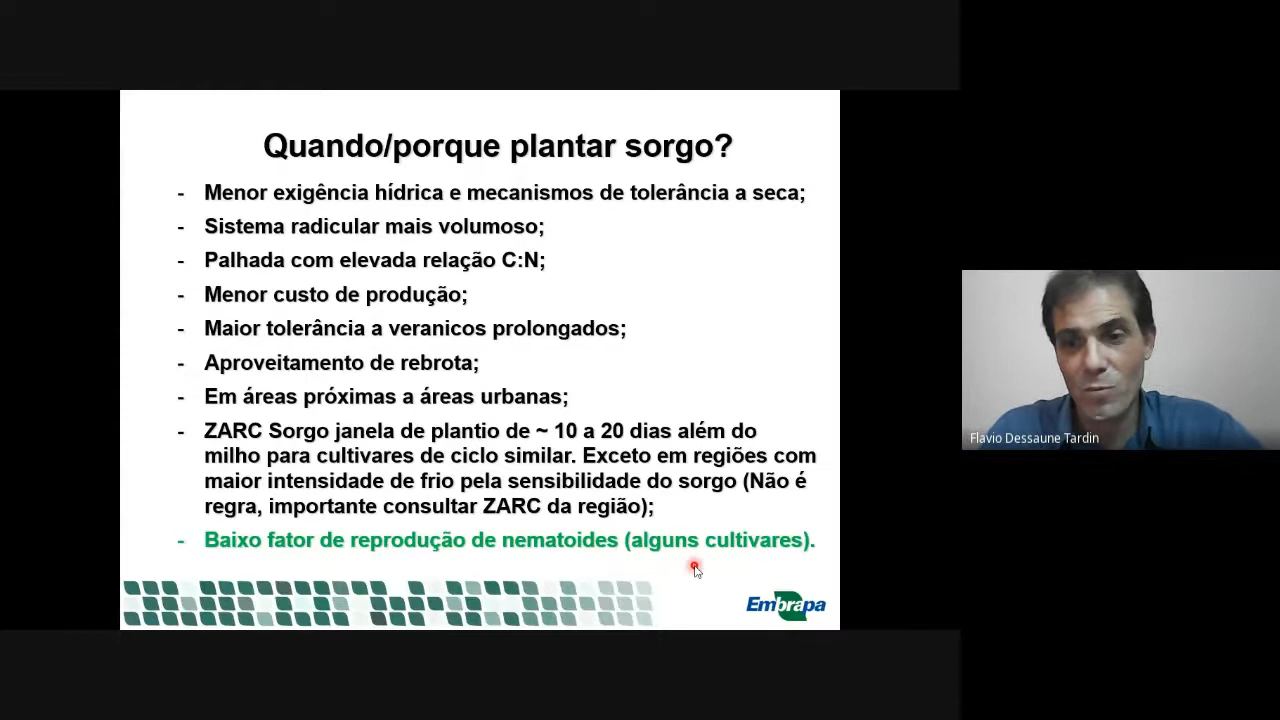 Quando/porque plantar sorgo?
- Menor exigência hídrica e mecanismos de tolerância a seca;
- Sistema radicular mais volumoso;
- Palhada com elevada relação C:N;
- Menor custo de produção;
- Maior tolerância a veranicos prolongados;
- Aproveitamento de rebrota;
- Em áreas próximas a áreas urbanas;
- ZARC Sorgo janela de plantio de ~ 10 a 20 dias além do
milho para cultivares de ciclo similar. Exceto em regiões com
maior intensidade de frio pela sensibilidade do sorgo (Não é
regra, importante consultar ZARC da região);
- Baixo fator de reprodução de nematoides (alguns cultivares).
Embrapa
Flavio Dessaune Tardin